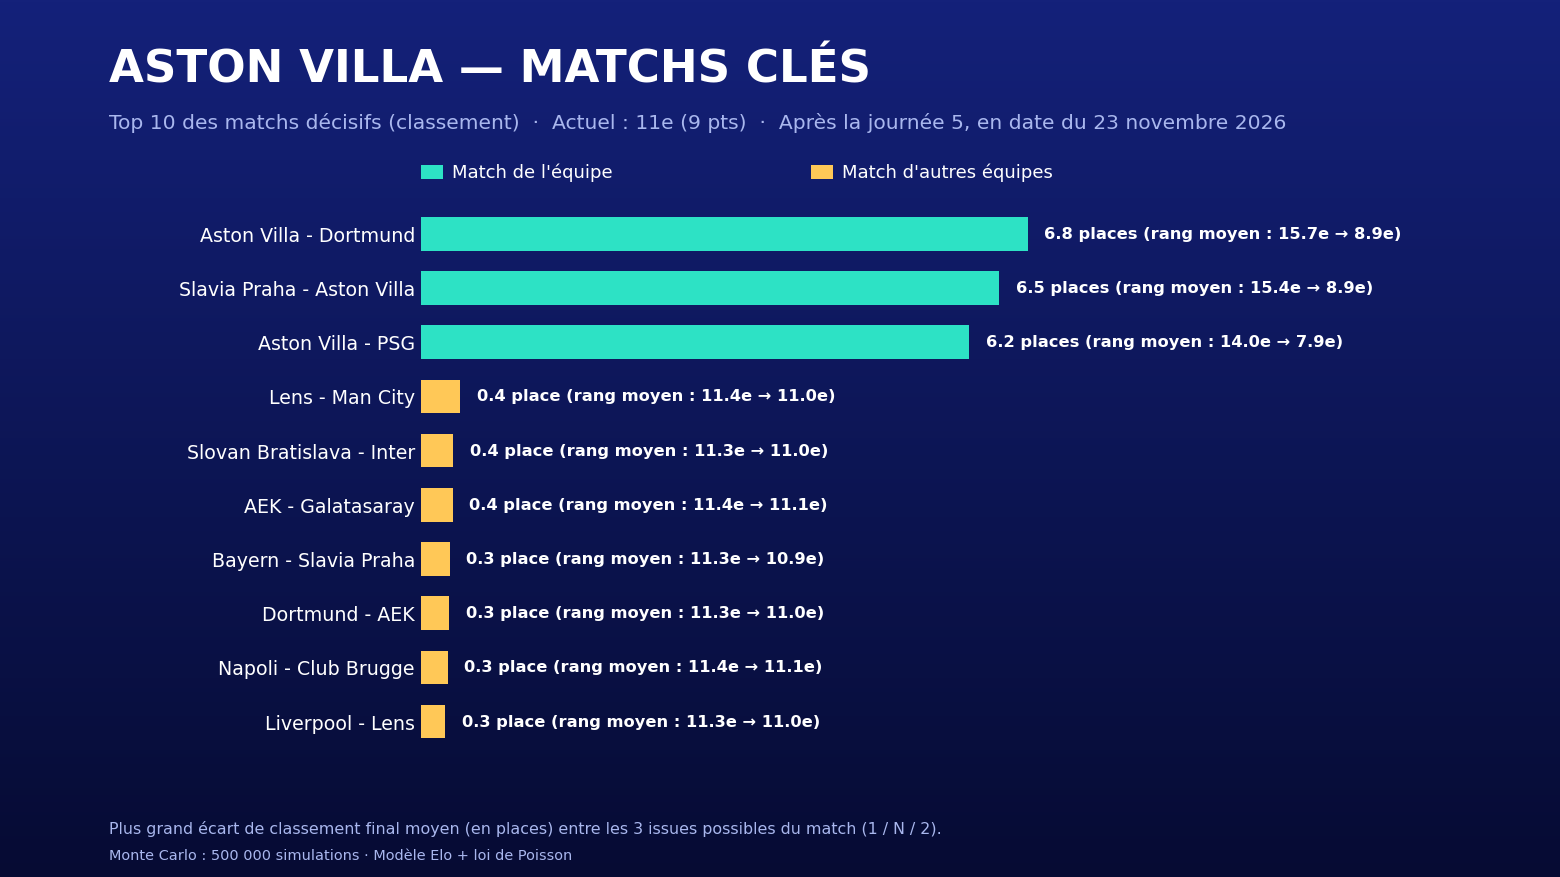 ASTON VILLA — MATCHS CLÉS
Top 10 des matchs décisifs (classement)  ·  Actuel : 11e (9 pts)  ·  Après la journée 5, en date du 23 novembre 2026
Match de l'équipe
Match d'autres équipes
Aston Villa - Dortmund 6.8 places (rang moyen : 15.7e → 8.9e)
Slavia Praha - Aston Villa 6.5 places (rang moyen : 15.4e → 8.9e)
Aston Villa - PSG 6.2 places (rang moyen : 14.0e → 7.9e)
Lens - Man City 0.4 place (rang moyen : 11.4e → 11.0e)
Slovan Bratislava - Inter 0.4 place (rang moyen : 11.3e → 11.0e)
AEK - Galatasaray 0.4 place (rang moyen : 11.4e → 11.1e)
Bayern - Slavia Praha 0.3 place (rang moyen : 11.3e → 10.9e)
Dortmund - AEK 0.3 place (rang moyen : 11.3e → 11.0e)
Napoli - Club Brugge 0.3 place (rang moyen : 11.4e → 11.1e)
Liverpool - Lens 0.3 place (rang moyen : 11.3e → 11.0e)
Plus grand écart de classement final moyen (en places) entre les 3 issues possibles du match (1 / N / 2).
Monte Carlo : 500 000 simulations · Modèle Elo + loi de Poisson